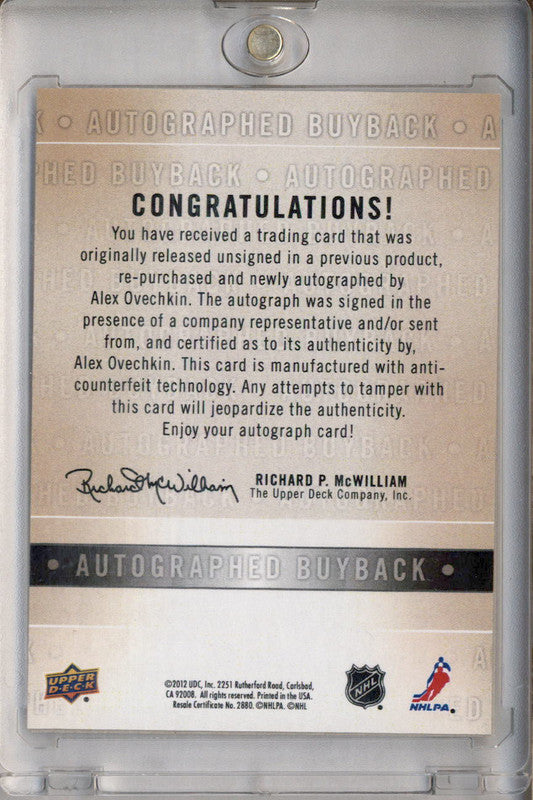 K • AUTOGRAPHED BUYBACK • A
HED BUYBACK • AUTOGRAPHED
CONGRATULATIONS!
You have received a trading card that was
originally released unsigned in a previous product,
re-purchased and newly autographed by
Alex Ovechkin. The autograph was signed in the
presence of a company representative and/or sent
from, and certified as to its authenticity by,
Alex Ovechkin. This card is manufactured with anti-
counterfeit technology. Any attempts to tamper with
this card will jeopardize the authenticity.
Enjoy your autograph card!
Richard McWilliam
RICHARD P. McWILLIAM
The Upper Deck Company, Inc.
• AUTOGRAPHED BUYBACK •
UPPER
D•E•C•K
©2012 UDC, Inc. 2251 Rutherford Road, Carlsbad,
CA 92008. All rights reserved. Printed in the USA.
Resale Certificate No. 2880. ©NHLPA. ©NHL
NHL
NHLPA